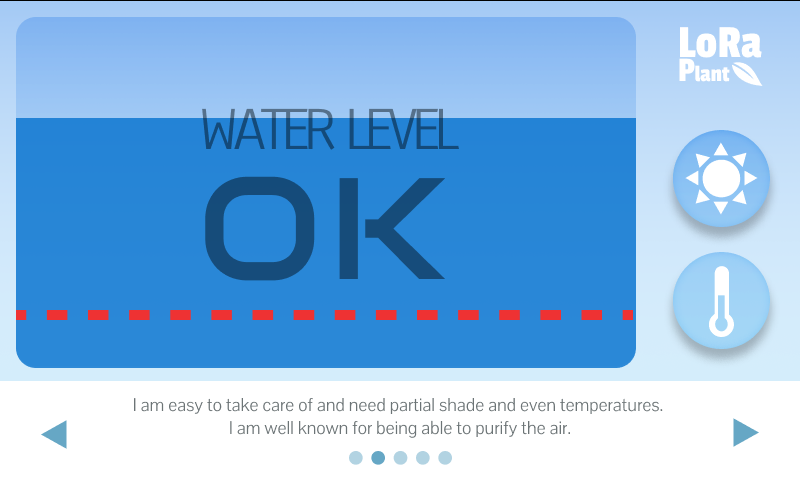 LoRa
Plant
WATER LEVEL
OK
I am easy to take care of and need partial shade and even temperatures.
I am well known for being able to purify the air.